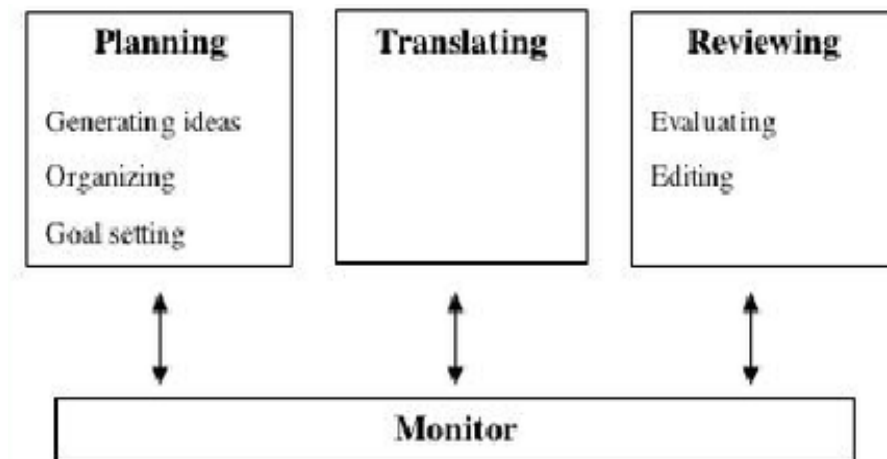 Planning
Generating ideas
Organizing
Goal setting
Translating
Reviewing
Evaluating
Editing
Monitor